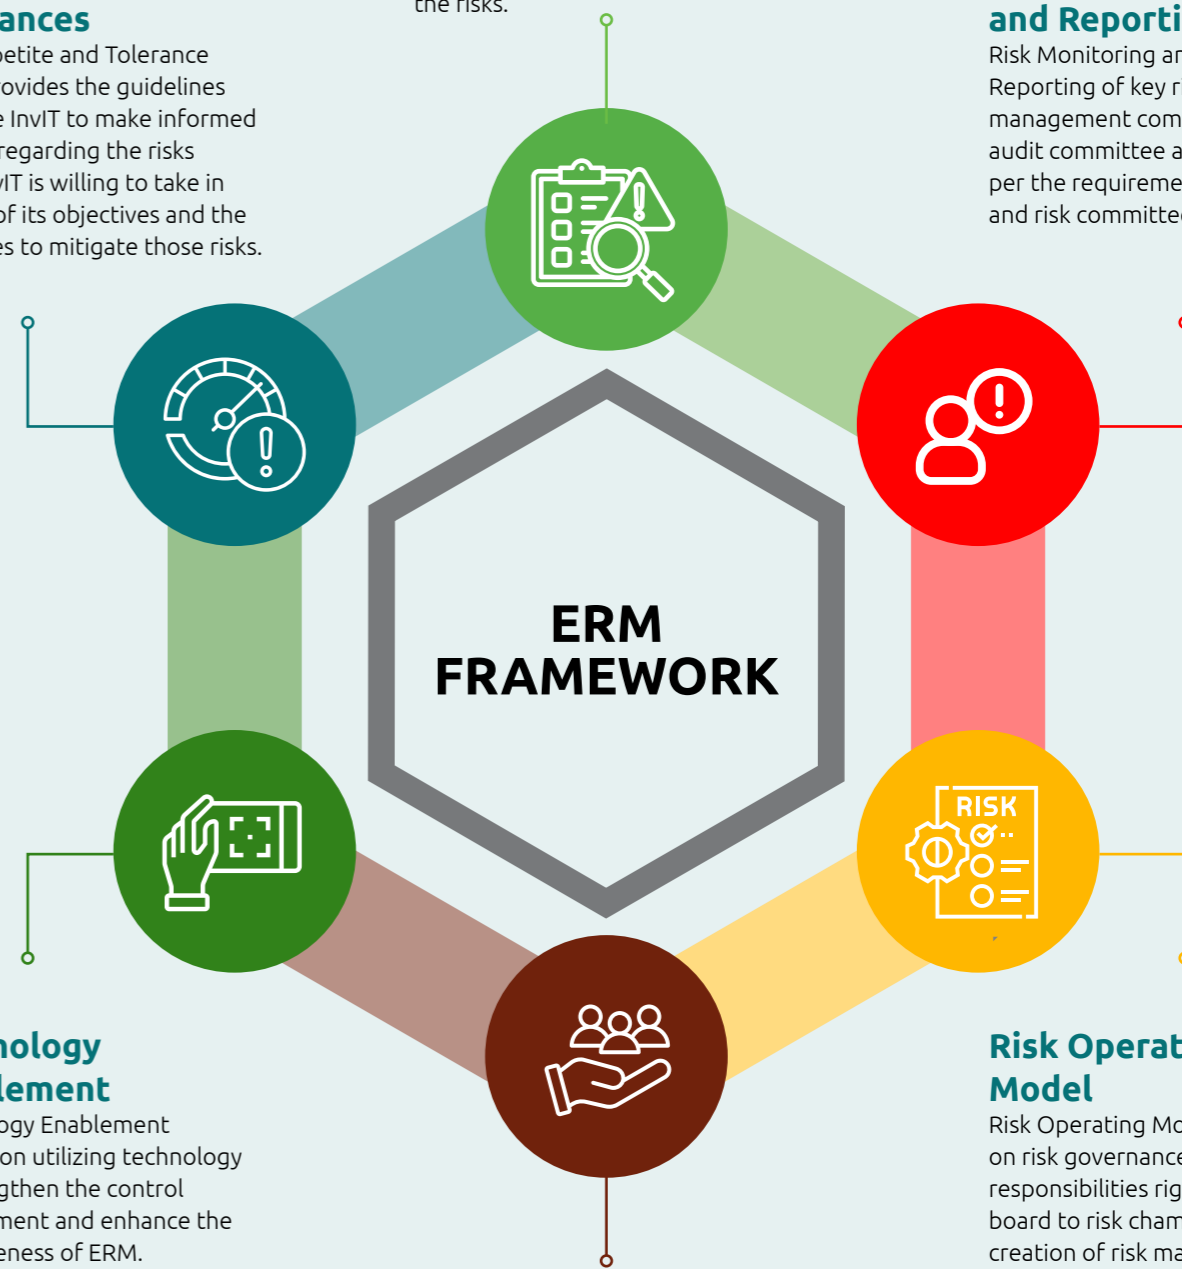 the risks.
ances
petite and Tolerance
rovides the guidelines
e InvIT to make informed
regarding the risks
vIT is willing to take in
of its objectives and the
es to mitigate those risks.
and Reporti
Risk Monitoring an
Reporting of key ri
management com
audit committee a
per the requireme
and risk committee
RISK
ERM
FRAMEWORK
nology
lement
ogy Enablement
on utilizing technology
gthen the control
ment and enhance the
eness of ERM.
Risk Operat
Model
Risk Operating Mo
on risk governance
responsibilities rig
board to risk cham
creation of risk ma